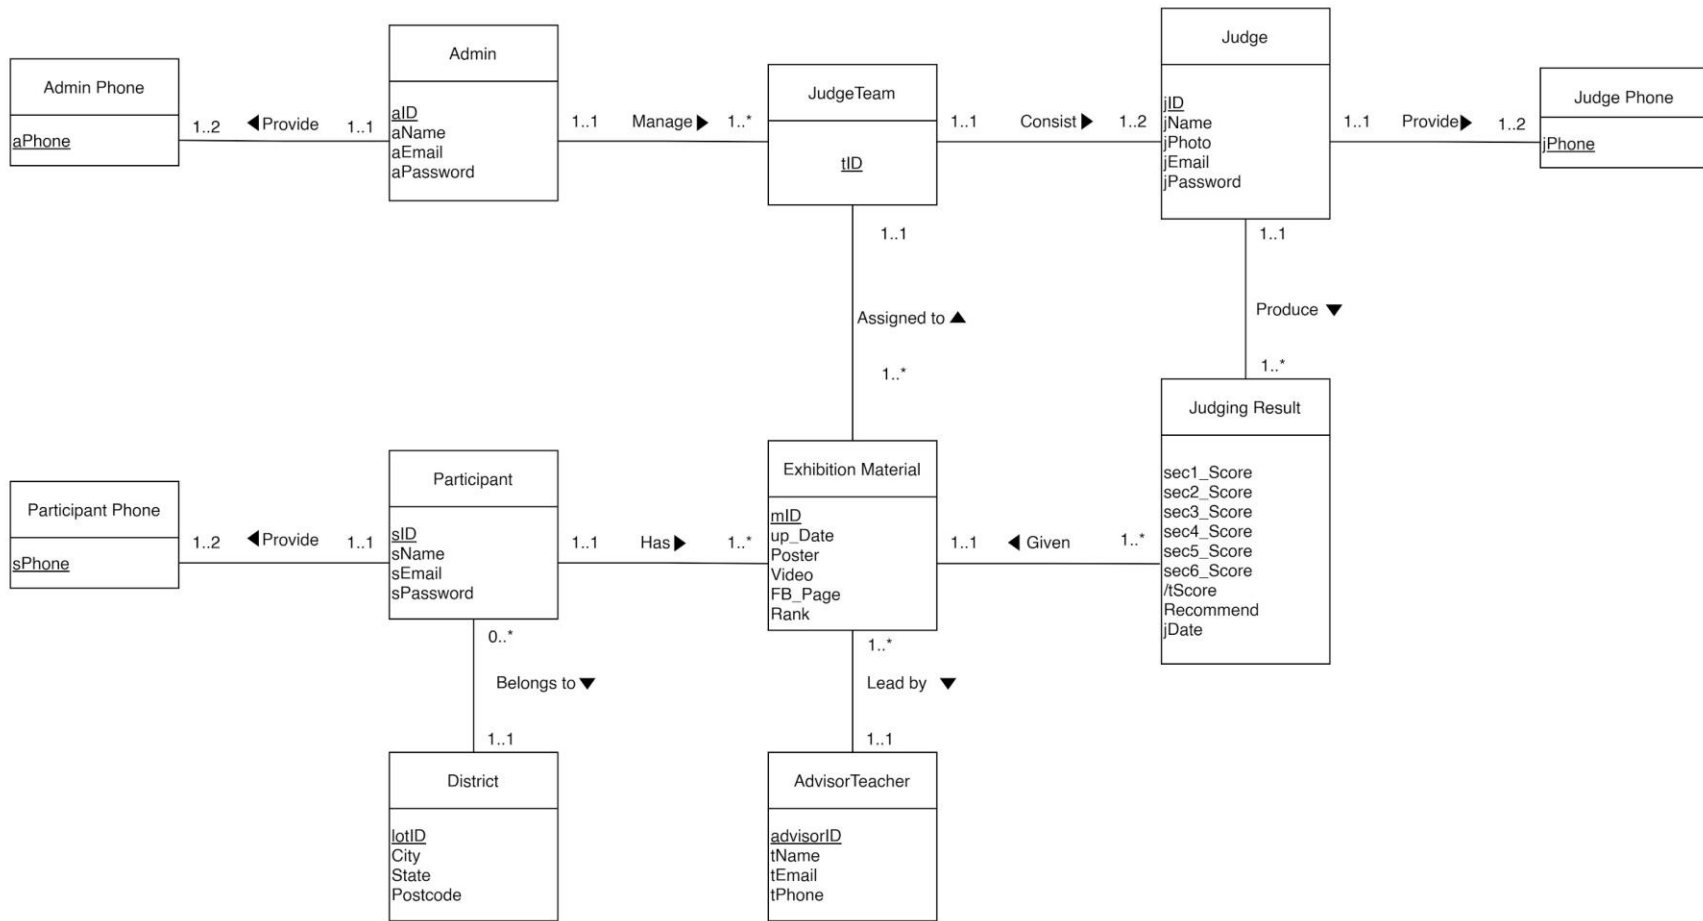 Admin Phone
aPhone
1..2
Provide
1..1
Admin
aID
aName
aEmail
aPassword
1..1
Manage
1..*
JudgeTeam
tID
1..1
Consist
1..2
Judge
jID
jName
jPhoto
jEmail
jPassword
1..1
Provide
1..2
Judge Phone
jPhone
1..1
Assigned to
1..*
1..1
Produce
1..*
Participant Phone
sPhone
1..2
Provide
1..1
Participant
sID
sName
sEmail
sPassword
1..1
Has
1..*
Exhibition Material
mID
up_Date
Poster
Video
FB_Page
Rank
1..1
Given
1..*
Judging Result
sec1_Score
sec2_Score
sec3_Score
sec4_Score
sec5_Score
sec6_Score
/tScore
Recommend
jDate
0..*
Belongs to
1..1
1..*
Lead by
1..1
District
lotID
City
State
Postcode
AdvisorTeacher
advisorID
tName
tEmail
tPhone